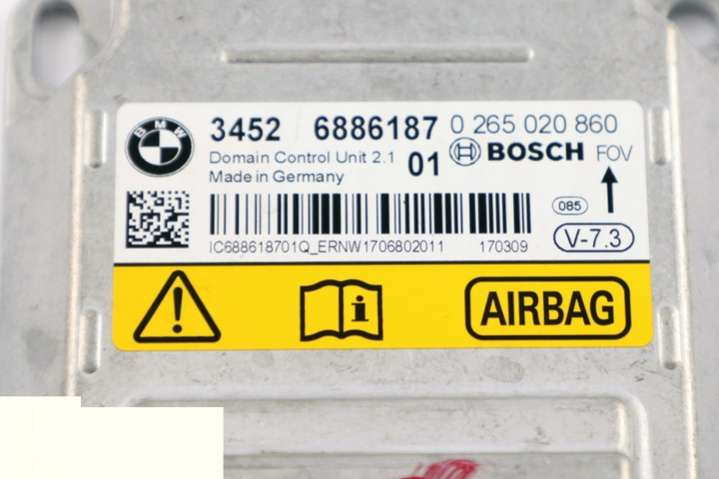 BMW
3452 6886187 0 265 020 860
Domain Control Unit 2.1 01 BOSCH FOV
Made in Germany
085
V-7.3
IC688618701Q_ERNW1706802011 170309
AIRBAG